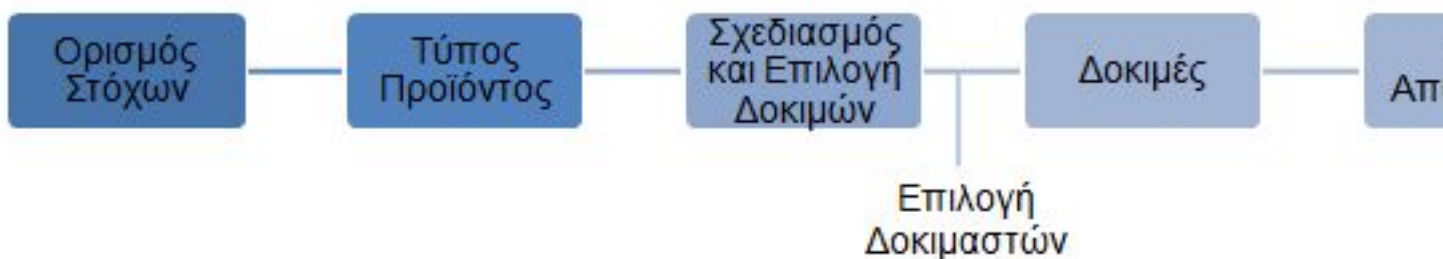 Ορισμός
Στόχων
Τύπος
Προϊόντος
Σχεδιασμός
και Επιλογή
Δοκιμών
Δοκιμές
Επιλογή
Δοκιμαστών